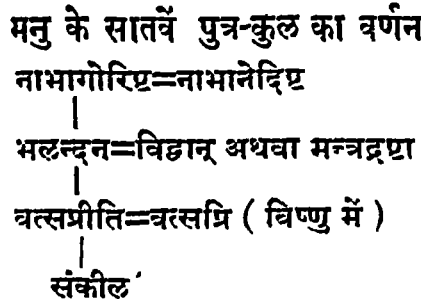 मनु के सातवें पुत्र-कुल का वर्णन
नाभागोरिष्ट=नाभानेदिष्ट
भलन्दन=विद्वान् अथवा मन्त्रद्रष्टा
वत्सप्रीति=वत्सप्रि ( विष्णु में )
संकील